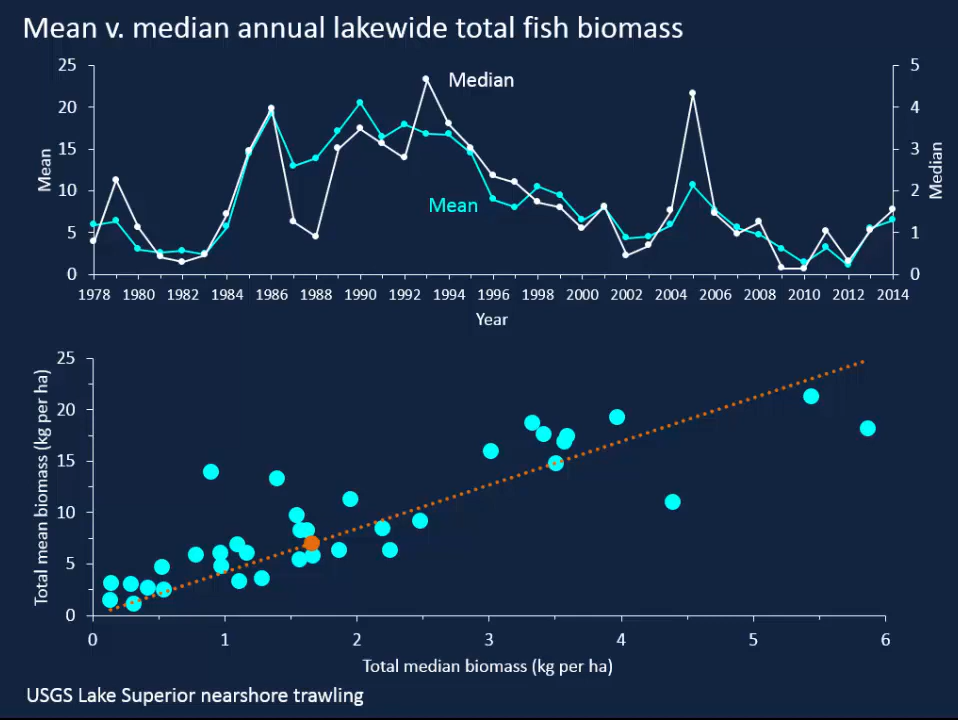 Mean v. median annual lakewide total fish biomass
25 5
20 4
15 3
10 2
5 1
0 0
Mean
Median
Median
Mean
1978 1980 1982 1984 1986 1988 1990 1992 1994 1996 1998 2000 2002 2004 2006 2008 2010 2012 2014
Year
25
20
15
10
5
0
Total mean biomass (kg per ha)
0 1 2 3 4 5 6
Total median biomass (kg per ha)
USGS Lake Superior nearshore trawling